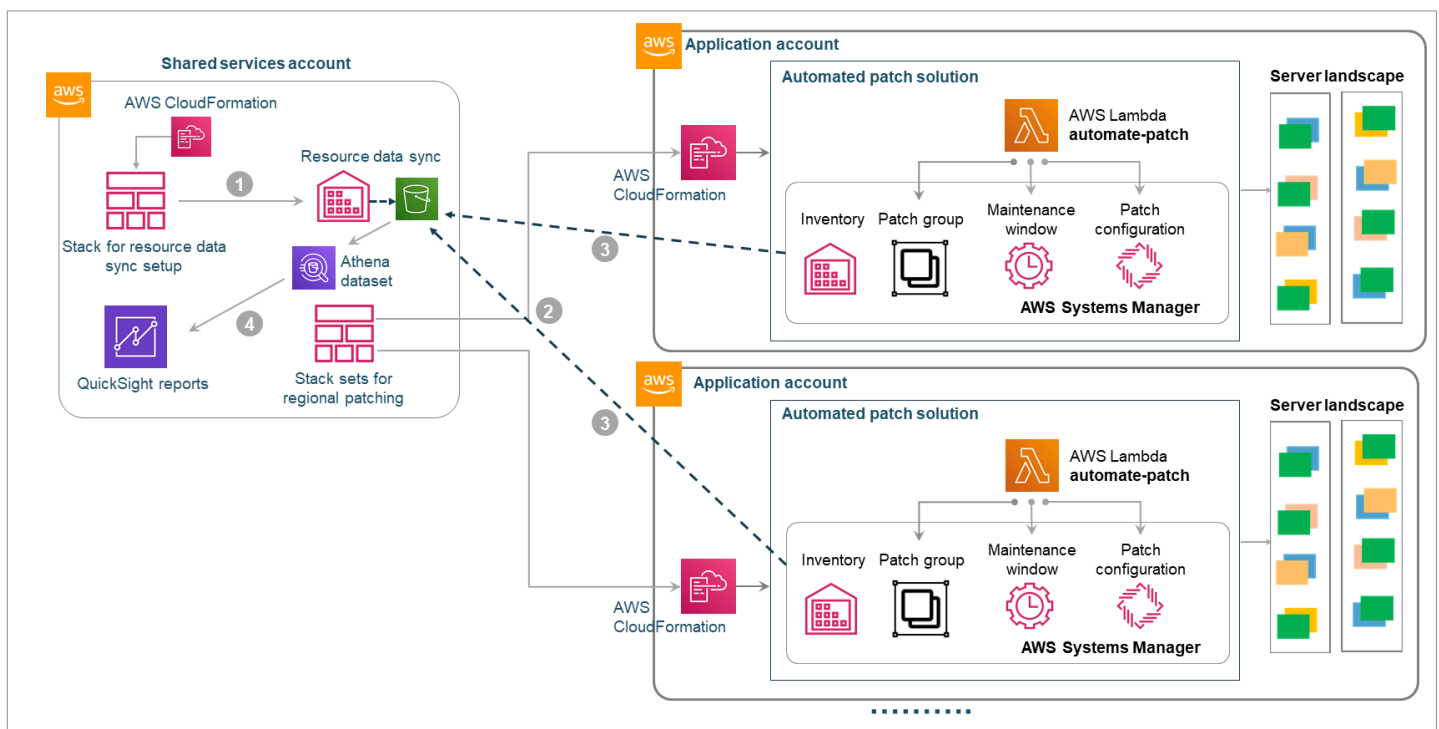 Shared services account
aws
AWS CloudFormation
Resource data sync
1
Stack for resource data
sync setup
Athena
dataset
4
QuickSight reports
Stack sets for
regional patching
2
3
3
aws
Application account
Automated patch solution
AWS Lambda
automate-patch
AWS
CloudFormation
Inventory
Patch group
Maintenance
window
Patch
configuration
AWS Systems Manager
Server landscape
aws
Application account
Automated patch solution
AWS Lambda
automate-patch
AWS
CloudFormation
Inventory
Patch group
Maintenance
window
Patch
configuration
AWS Systems Manager
Server landscape